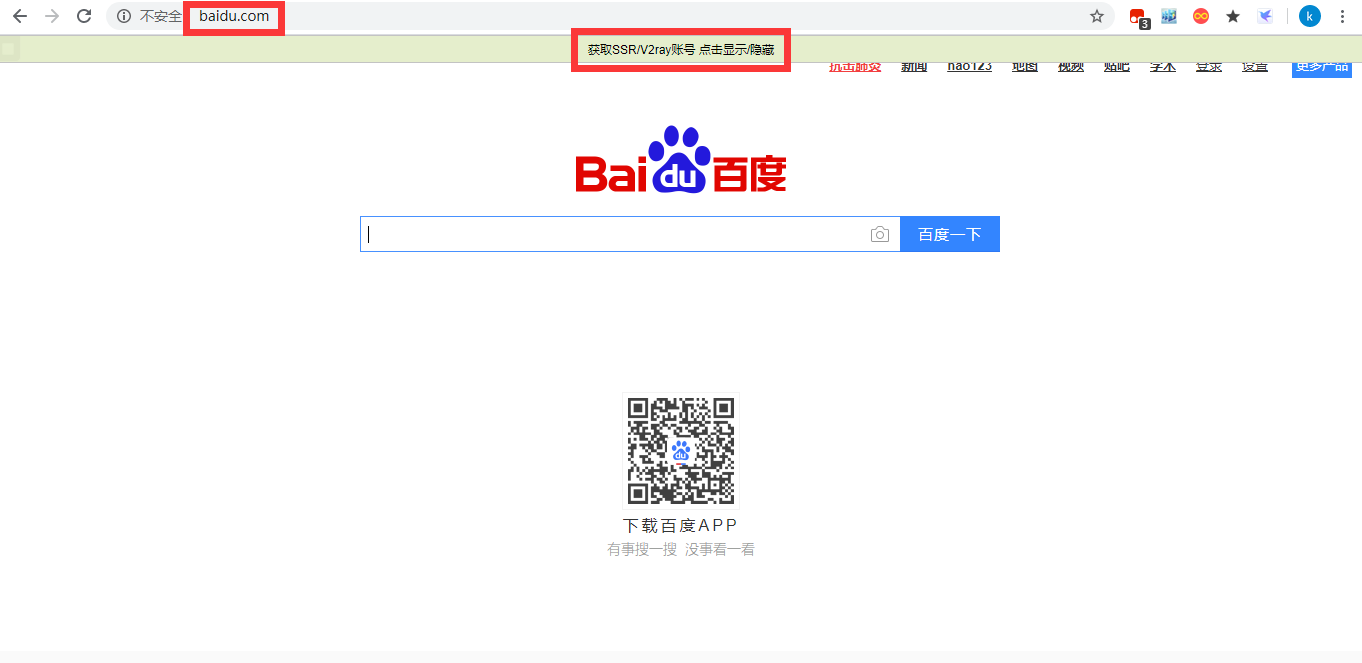 不安全 baidu.com
3
k
获取SSR/V2ray账号 点击显示/隐藏
抗击肺炎 新闻 hao123 地图 视频 贴吧 学术 登录 设置 更多产品
Bai du 百度
百度一下
du
下载百度APP
有事搜一搜 没事看一看